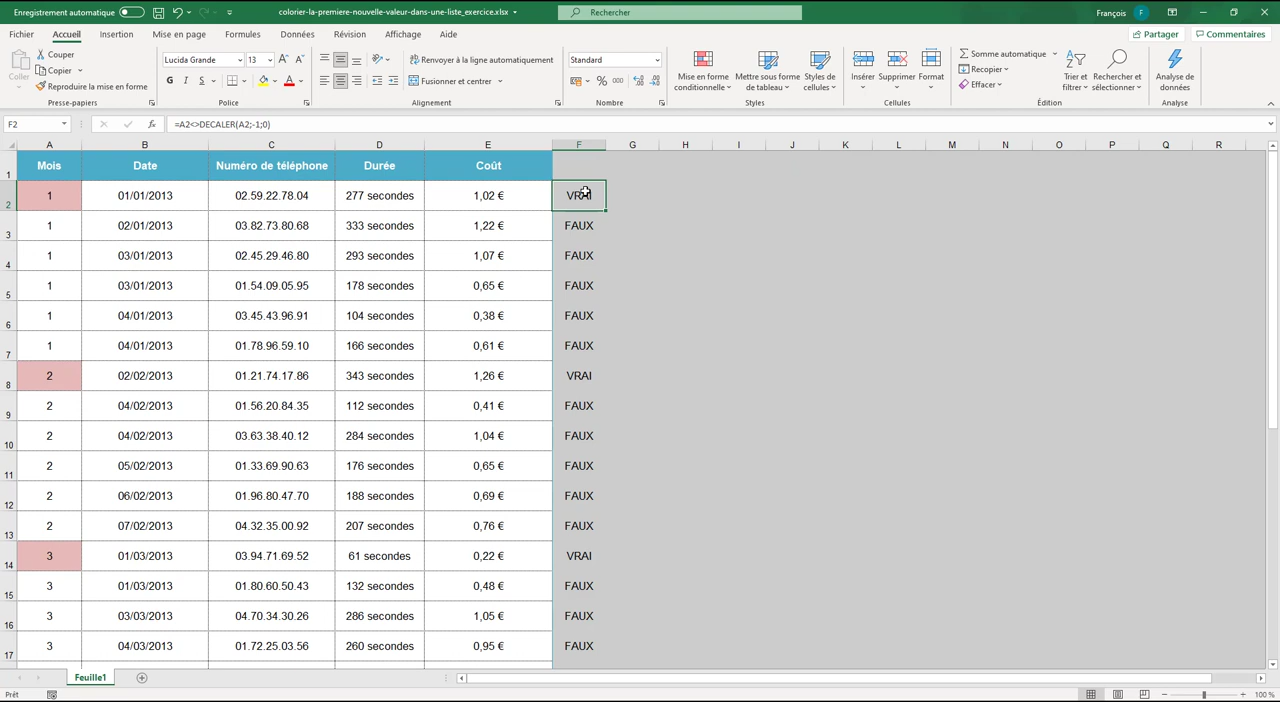 Enregistrement automatique
colorier-la-premiere-nouvelle-valeur-dans-une-liste_exercice.xlsx
Rechercher
François F
Fichier Accueil Insertion Mise en page Formules Données Révision Affichage Aide
Partager Commentaires
Coller
Couper
Copier
Reproduire la mise en forme
Presse-papiers
Lucida Grande 13
G I S
Police
Renvoyer à la ligne automatiquement
Fusionner et centrer
Alignement
Standard
% 000
Nombre
Mise en forme conditionnelle
Mettre sous forme de tableau
Styles de cellules
Styles
Insérer Supprimer Format
Cellules
Somme automatique
Recopier
Effacer
Trier et filtrer
Rechercher et sélectionner
Édition
Analyse de données
Analyse
F2 fx =A2<>DECALER(A2;-1;0)
A B C D E F G H I J K L M N O P Q R
1 Mois Date Numéro de téléphone Durée Coût
2 1 01/01/2013 02.59.22.78.04 277 secondes 1,02 € VRAI
3 1 02/01/2013 03.82.73.80.68 333 secondes 1,22 € FAUX
4 1 03/01/2013 02.45.29.46.80 293 secondes 1,07 € FAUX
5 1 03/01/2013 01.54.09.05.95 178 secondes 0,65 € FAUX
6 1 04/01/2013 03.45.43.96.91 104 secondes 0,38 € FAUX
7 1 04/01/2013 01.78.96.59.10 166 secondes 0,61 € FAUX
8 2 02/02/2013 01.21.74.17.86 343 secondes 1,26 € VRAI
9 2 04/02/2013 01.56.20.84.35 112 secondes 0,41 € FAUX
10 2 04/02/2013 03.63.38.40.12 284 secondes 1,04 € FAUX
11 2 05/02/2013 01.33.69.90.63 176 secondes 0,65 € FAUX
12 2 06/02/2013 01.96.80.47.70 188 secondes 0,69 € FAUX
13 2 07/02/2013 04.32.35.00.92 207 secondes 0,76 € FAUX
14 3 01/03/2013 03.94.71.69.52 61 secondes 0,22 € VRAI
15 3 01/03/2013 01.80.60.50.43 132 secondes 0,48 € FAUX
16 3 03/03/2013 04.70.34.30.26 286 secondes 1,05 € FAUX
17 3 04/03/2013 01.72.25.03.56 260 secondes 0,95 € FAUX
Feuille1
Prêt
100 %